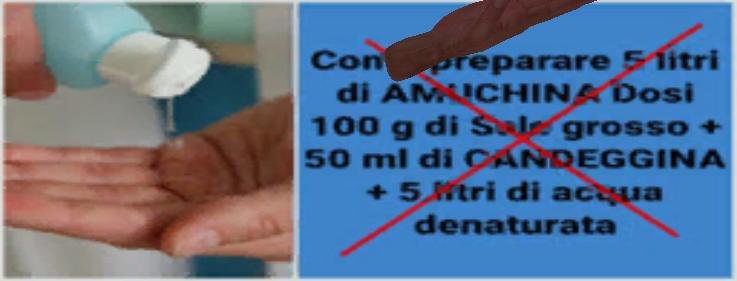 Com preparare 5 litri
di AMUCHINA Dosi
100 g di Sale grosso +
50 ml di CANDEGGINA
+ 5 litri di acqua
denaturata